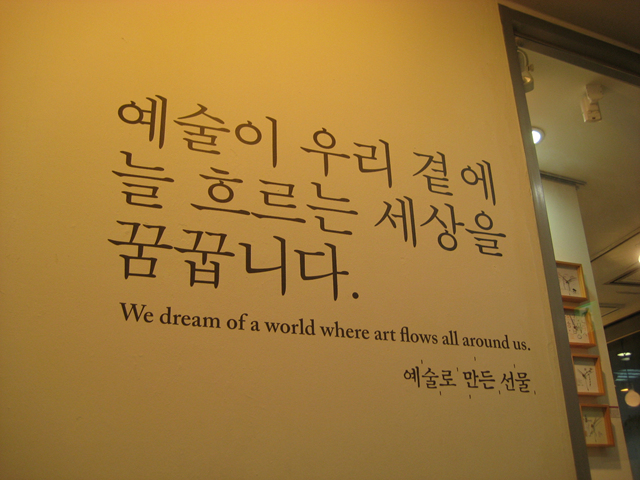 예술이 우리 곁에
늘 흐르는 세상을
꿈꿉니다.
We dream of a world where art flows all around us.
예술로 만든 선물